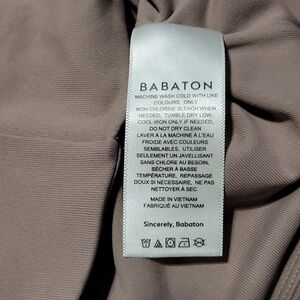 BABATON
MACHINE WASH COLD WITH LIKE
COLOURS. ONLY
NON CHLORINE BLEACH WHEN
NEEDED, TUMBLE DRY LOW,
COOL IRON ONLY IF NEEDED,
DO NOT DRY CLEAN
LAVER À LA MACHINE À L'EAU
FROIDE AVEC COULEURS
SEMBLABLES, UTILISER
SEULEMENT UN JAVELLISANT
SANS CHLORE AU BESOIN,
SÉCHER À BASSE
TEMPÉRATURE, REPASSAGE
DOUX SI NÉCESSAIRE, NE PAS
NETTOYER À SEC
MADE IN VIETNAM
FABRIQUÉ AU VIETNAM
Sincerely, Babaton